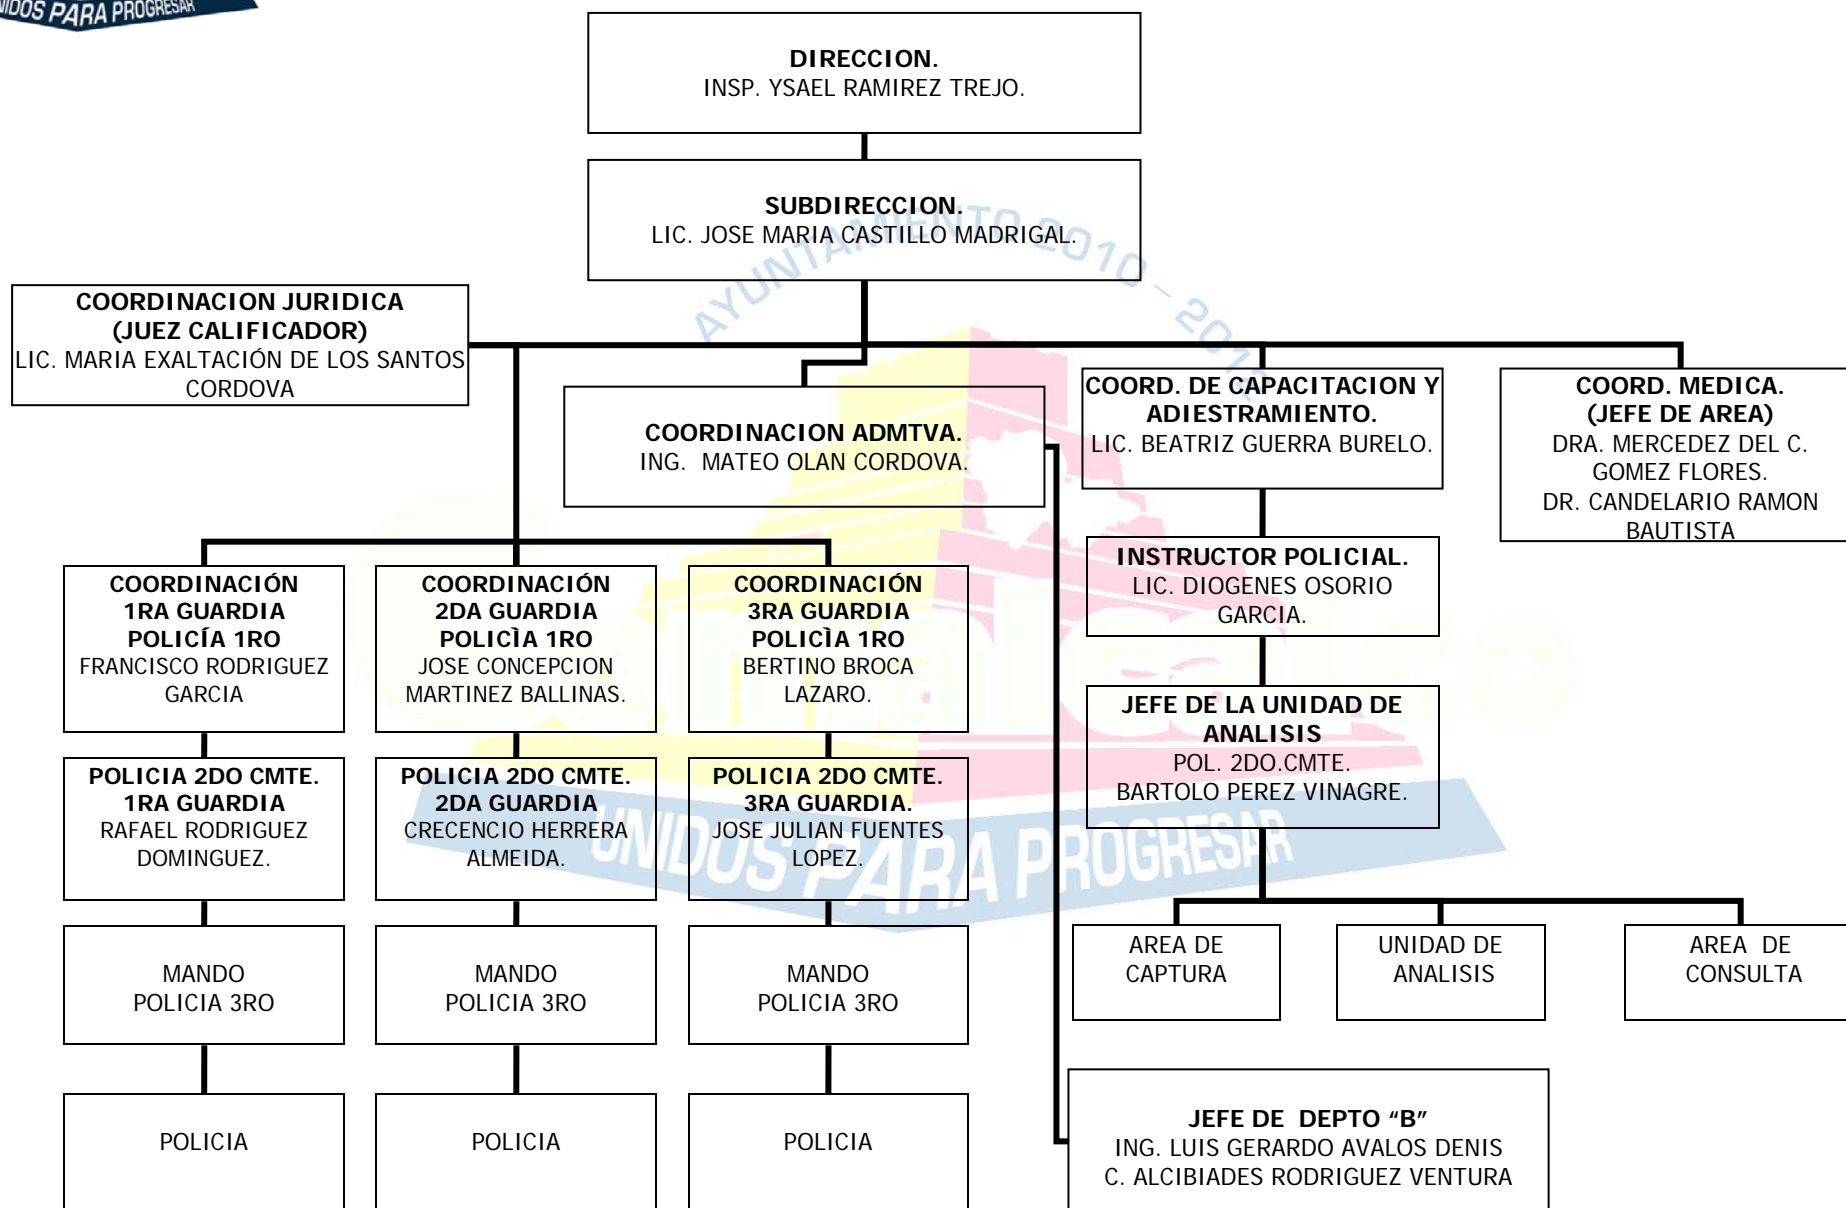 UNIDOS PARA PROGRESAR
DIRECCION.
INSP. YSAEL RAMIREZ TREJO.
SUBDIRECCION.
LIC. JOSE MARIA CASTILLO MADRIGAL.
AYUNTAMIENTO 2010 - 2012
COORDINACION JURIDICA
(JUEZ CALIFICADOR)
LIC. MARIA EXALTACIÓN DE LOS SANTOS
CORDOVA
COORDINACION ADMTVA.
ING. MATEO OLAN CORDOVA.
COORD. DE CAPACITACION Y
ADIESTRAMIENTO.
LIC. BEATRIZ GUERRA BURELO.
COORD. MEDICA.
(JEFE DE AREA)
DRA. MERCEDEZ DEL C.
GOMEZ FLORES.
DR. CANDELARIO RAMON
BAUTISTA
INSTRUCTOR POLICIAL.
LIC. DIOGENES OSORIO
GARCIA.
COORDINACIÓN
1RA GUARDIA
POLICÍA 1RO
FRANCISCO RODRIGUEZ
GARCIA
COORDINACIÓN
2DA GUARDIA
POLICÌA 1RO
JOSE CONCEPCION
MARTINEZ BALLINAS.
COORDINACIÓN
3RA GUARDIA
POLICÌA 1RO
BERTINO BROCA
LAZARO.
Comalcalco
JEFE DE LA UNIDAD DE
ANALISIS
POL. 2DO.CMTE.
BARTOLO PEREZ VINAGRE.
POLICIA 2DO CMTE.
1RA GUARDIA
RAFAEL RODRIGUEZ
DOMINGUEZ.
POLICIA 2DO CMTE.
2DA GUARDIA
CRECENCIO HERRERA
ALMEIDA.
POLICIA 2DO CMTE.
3RA GUARDIA.
JOSE JULIAN FUENTES
LOPEZ.
UNIDOS PARA PROGRESAR
MANDO
POLICIA 3RO
MANDO
POLICIA 3RO
MANDO
POLICIA 3RO
AREA DE
CAPTURA
UNIDAD DE
ANALISIS
AREA DE
CONSULTA
POLICIA
POLICIA
POLICIA
JEFE DE DEPTO “B”
ING. LUIS GERARDO AVALOS DENIS
C. ALCIBIADES RODRIGUEZ VENTURA